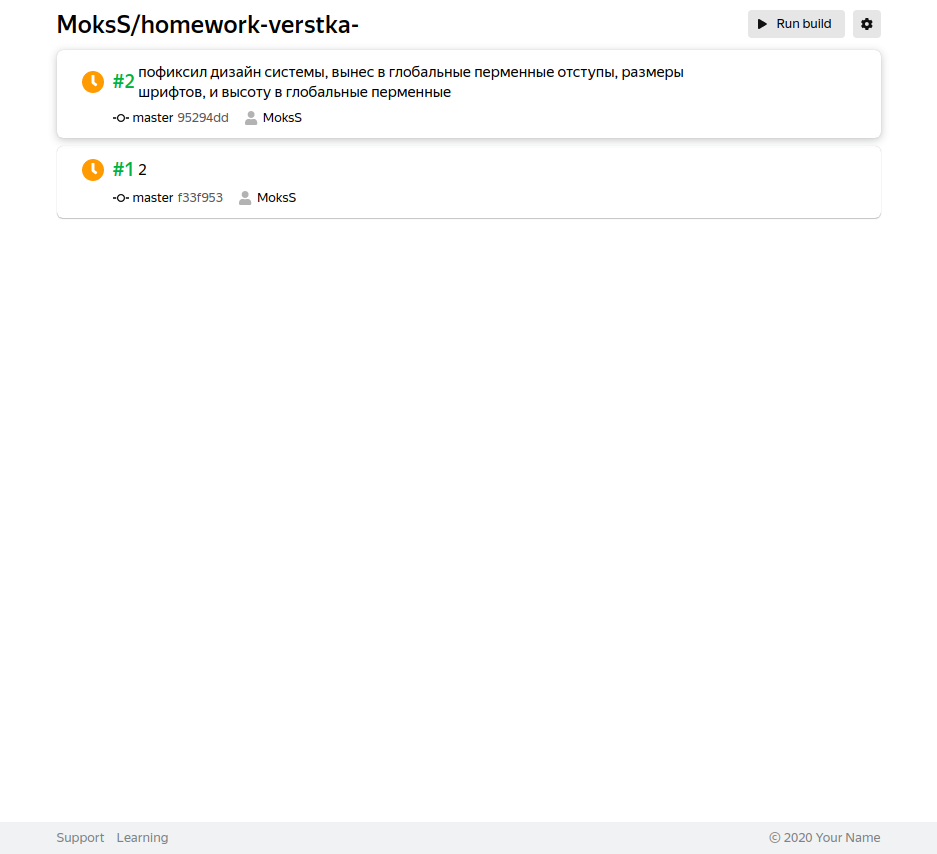 MoksS/homework-verstka-
Run build
#2 пофиксил дизайн системы, вынес в глобальные перменные отступы, размеры
шрифтов, и высоту в глобальные перменные
master 95294dd MoksS
#1 2
master f33f953 MoksS
Support Learning © 2020 Your Name